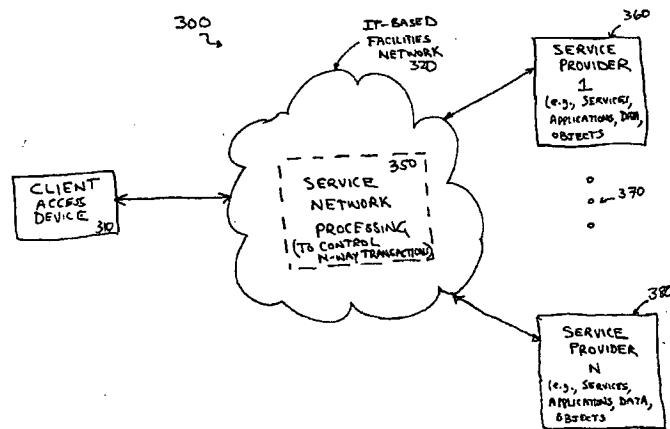 300
IP-BASED
FACILITIES
NETWORK
320
360
SERVICE
PROVIDER
1
(e.g., SERVICES,
APPLICATIONS, DATA,
OBJECTS
350
SERVICE
NETWORK
PROCESSING
(TO CONTROL
N-WAY TRANSACTIONS)
CLIENT
ACCESS
DEVICE
310
370
380
SERVICE
PROVIDER
N
(e.g., SERVICES,
APPLICATIONS, DATA,
OBJECTS